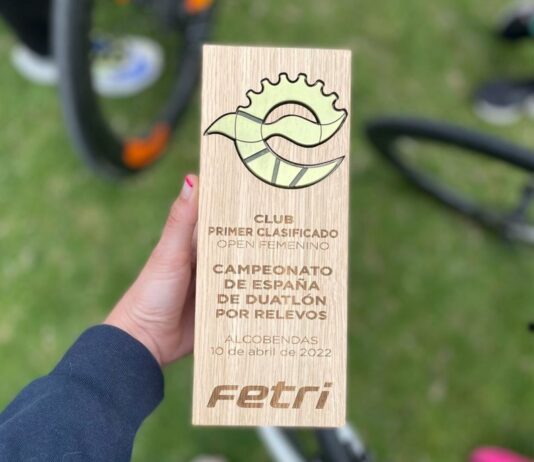 CLUB
PRIMER CLASIFICADO
OPEN FEMENINO
CAMPEONATO
DE ESPAÑA
DE DUATLÓN
POR RELEVOS
ALCOBENDAS
10 de abril de 2022
Fetri